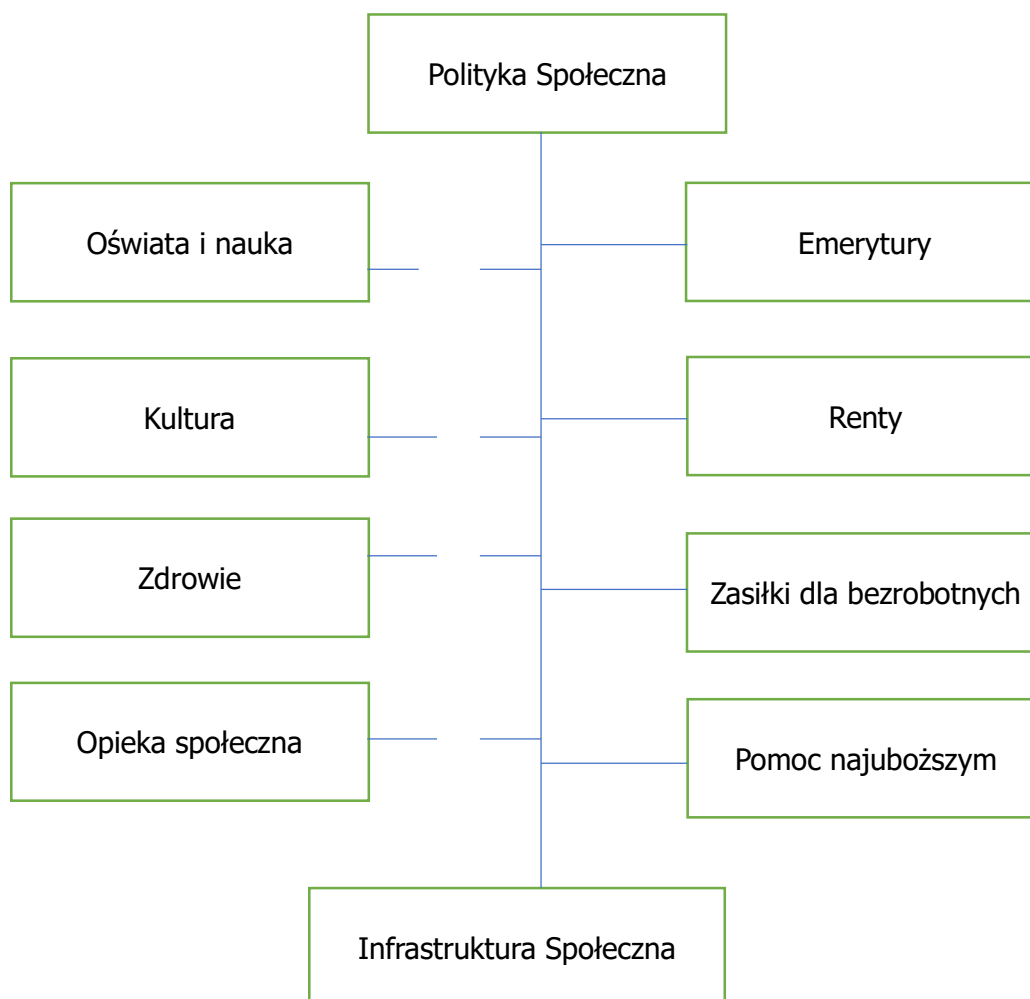 Polityka Społeczna
Oświata i nauka
Emerytury
Kultura
Renty
Zdrowie
Zasiłki dla bezrobotnych
Opieka społeczna
Pomoc najuboższym
Infrastruktura Społeczna